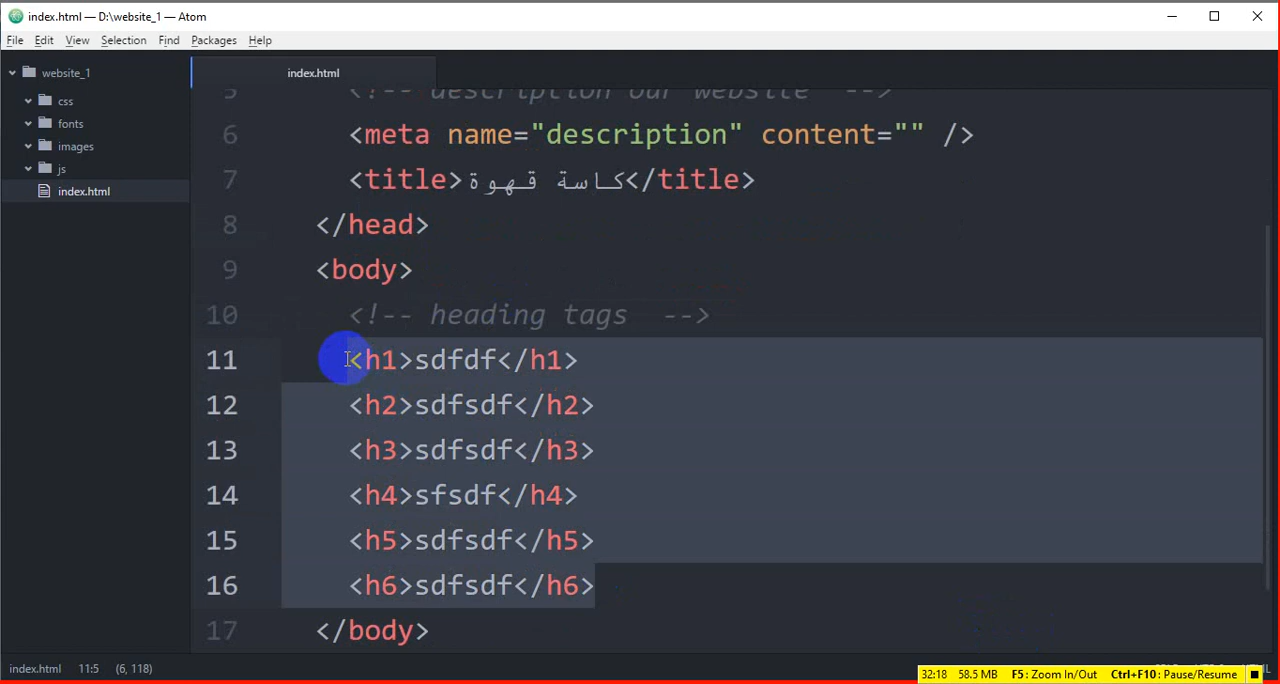 index.html — D:\website_1 — Atom
File Edit View Selection Find Packages Help
website_1
css
fonts
images
js
index.html
index.html
5 <!-- description our website -->
6 <meta name="description" content="" />
7 <title>كاسة قهوة</title>
8 </head>
9 <body>
10 <!-- heading tags -->
11 <h1>sdfdf</h1>
12 <h2>sdfsdf</h2>
13 <h3>sdfsdf</h3>
14 <h4>sfsdf</h4>
15 <h5>sdfsdf</h5>
16 <h6>sdfsdf</h6>
17 </body>
index.html 11:5 (6, 118)
32:18 58.5 MB F5: Zoom In/Out Ctrl+F10: Pause/Resume